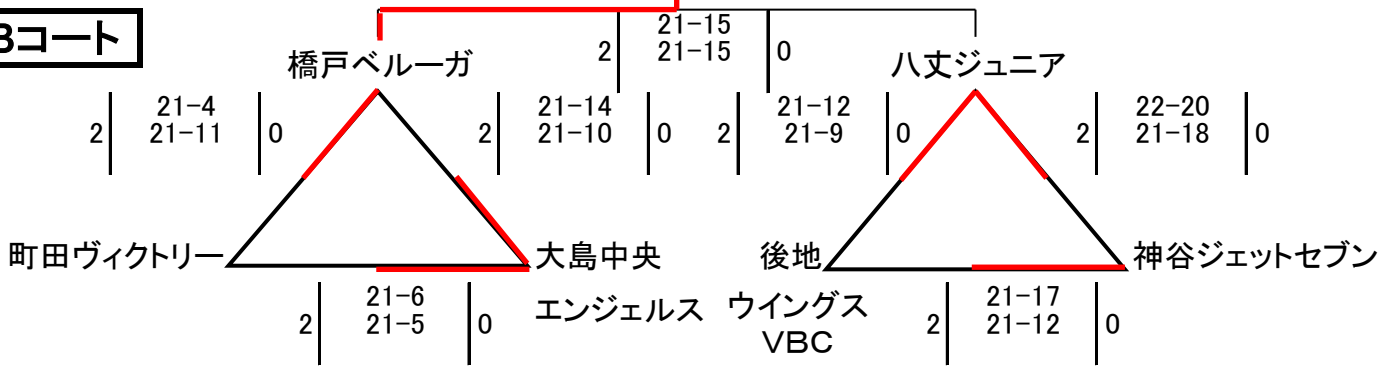 Bコート
21-15
2 21-15 0
橋戸ベルーガ
八丈ジュニア
21-4
2 21-11 0
21-14
2 21-10 0
21-12
2 21-9 0
22-20
2 21-18 0
町田ヴィクトリー
大島中央
エンジェルス
後地
ウイングス
VBC
神谷ジェットセブン
21-6
2 21-5 0
21-17
2 21-12 0